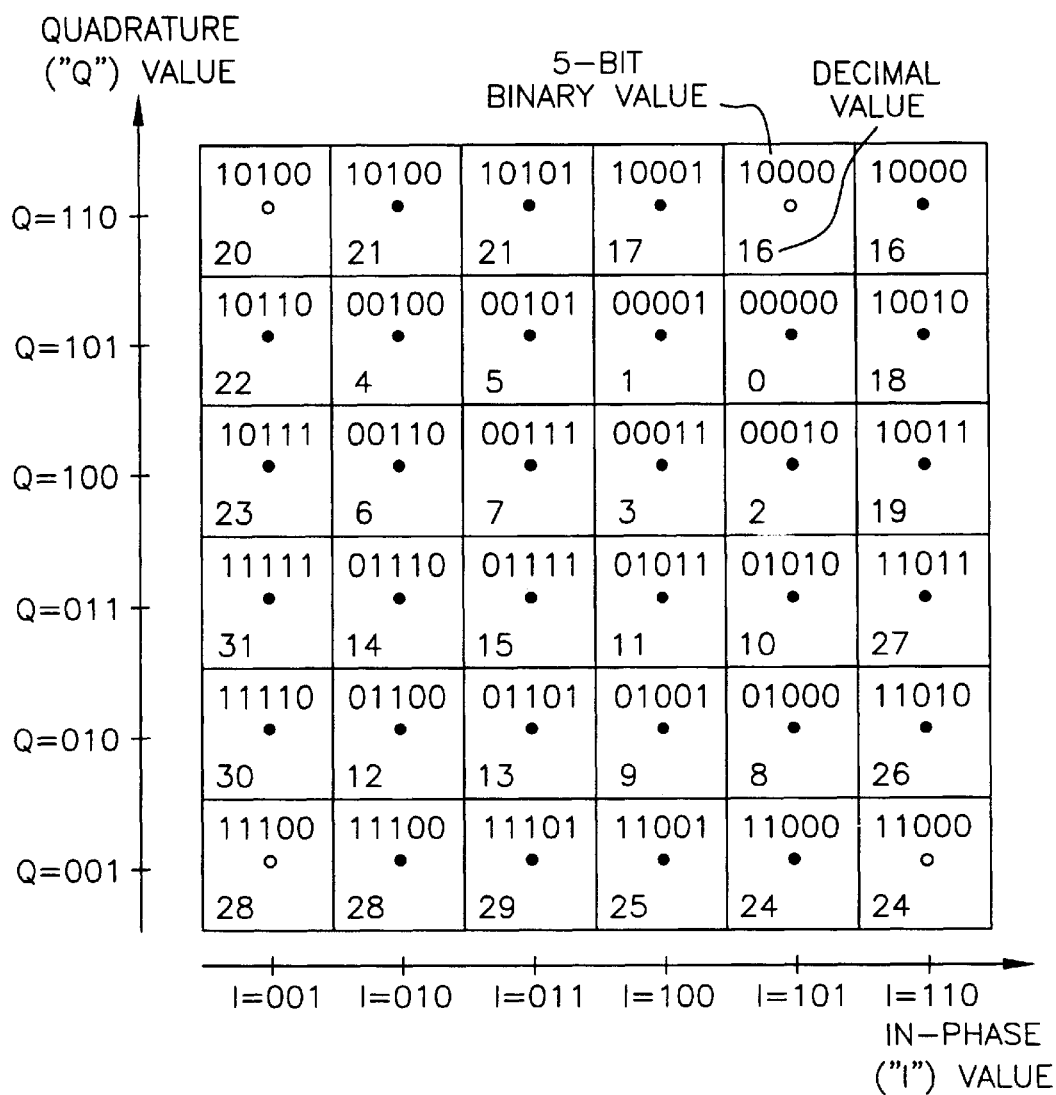 QUADRATURE
("Q") VALUE
5-BIT
BINARY VALUE
DECIMAL
VALUE
Q=110
10100 10100 10101 10001 10000 10000
20 21 21 17 16 16
Q=101
10110 00100 00101 00001 00000 10010
22 4 5 1 0 18
Q=100
10111 00110 00111 00011 00010 10011
23 6 7 3 2 19
Q=011
11111 01110 01111 01011 01010 11011
31 14 15 11 10 27
Q=010
11110 01100 01101 01001 01000 11010
30 12 13 9 8 26
Q=001
11100 11100 11101 11001 11000 11000
28 28 29 25 24 24
I=001 I=010 I=011 I=100 I=101 I=110
IN-PHASE
("I") VALUE